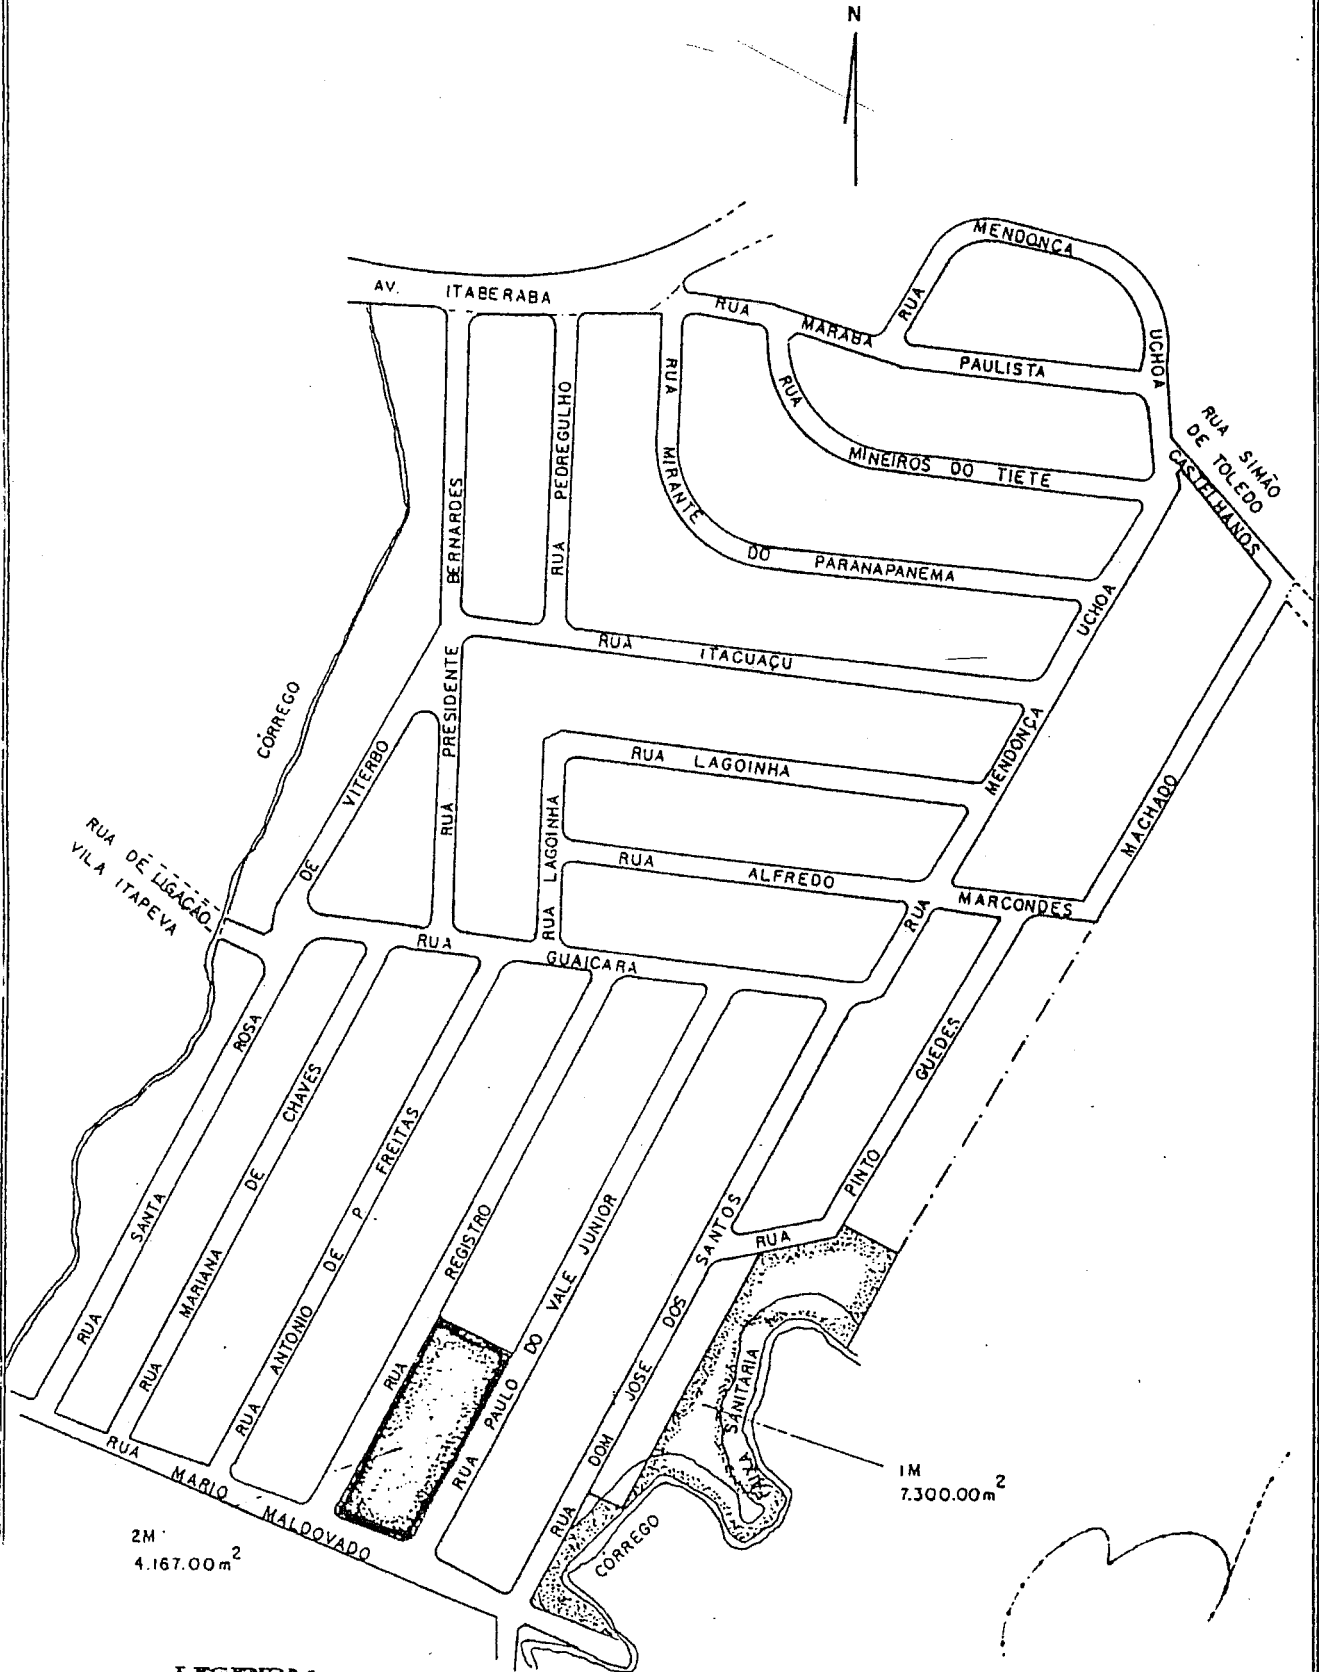 N
MENDONÇA
AV. ITABERABA
RUA
RUA MARABA
PAULISTA
UCHOA
RUA SIMÃO
DE TOLEDO
CASTELHANOS
RUA
MINEIROS DO TIETE
RUA
MIRANTE
DO PARANAPANEMA
RUA PEDREGULHO
RUA PRESIDENTE BERNARDES
RUA ITACUAÇU
RUA MENDONÇA UCHOA
CÓRREGO
DE VITERBO
RUA LAGOINHA
RUA LAGOINHA
MACHADO
RUA DE LIGAÇÃO
VILA ITAPEVA
RUA ALFREDO
MARCONDES
RUA GUAICARA
RUA SANTA ROSA
RUA MARIANA DE CHAVES
RUA ANTONIO DE P FREITAS
RUA REGISTRO
RUA PAULO DO VALE JUNIOR
RUA DOM JOSE DOS SANTOS
RUA PINTO GUEDES
FAIXA SANITÁRIA
1M
7.300.00m²
RUA MARIO MALDOVADO
CÓRREGO
2M
4.167.00m²